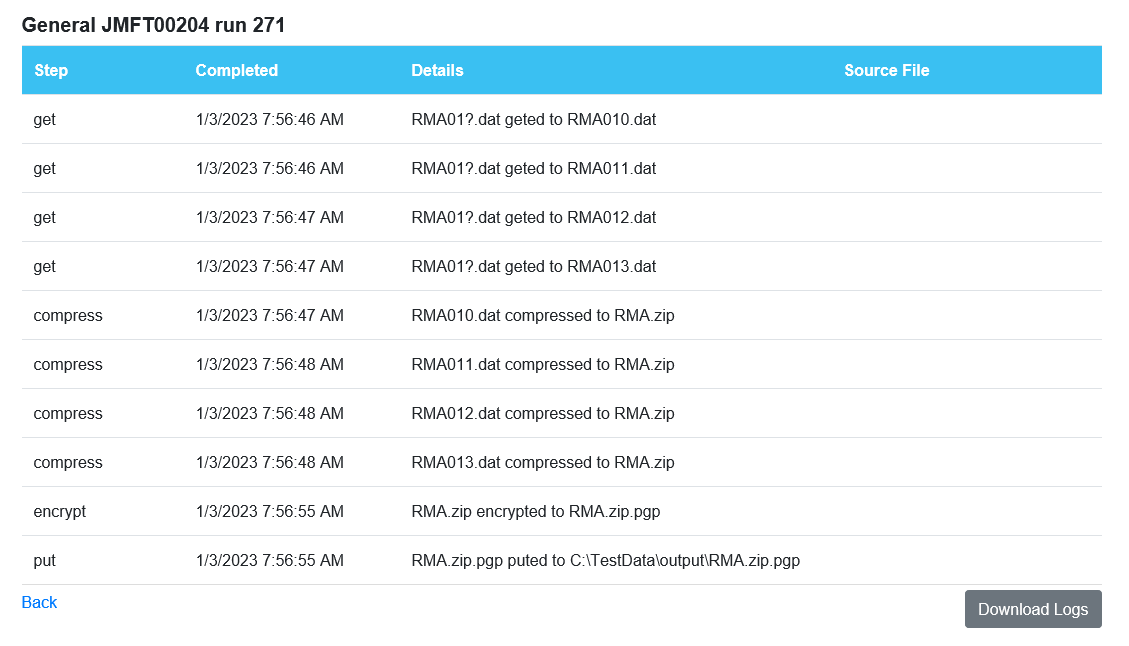 General JMFT00204 run 271
Step Completed Details Source File
get 1/3/2023 7:56:46 AM RMA01?.dat geted to RMA010.dat
get 1/3/2023 7:56:46 AM RMA01?.dat geted to RMA011.dat
get 1/3/2023 7:56:47 AM RMA01?.dat geted to RMA012.dat
get 1/3/2023 7:56:47 AM RMA01?.dat geted to RMA013.dat
compress 1/3/2023 7:56:47 AM RMA010.dat compressed to RMA.zip
compress 1/3/2023 7:56:48 AM RMA011.dat compressed to RMA.zip
compress 1/3/2023 7:56:48 AM RMA012.dat compressed to RMA.zip
compress 1/3/2023 7:56:48 AM RMA013.dat compressed to RMA.zip
encrypt 1/3/2023 7:56:55 AM RMA.zip encrypted to RMA.zip.pgp
put 1/3/2023 7:56:55 AM RMA.zip.pgp puted to C:\TestData\output\RMA.zip.pgp
Back Download Logs